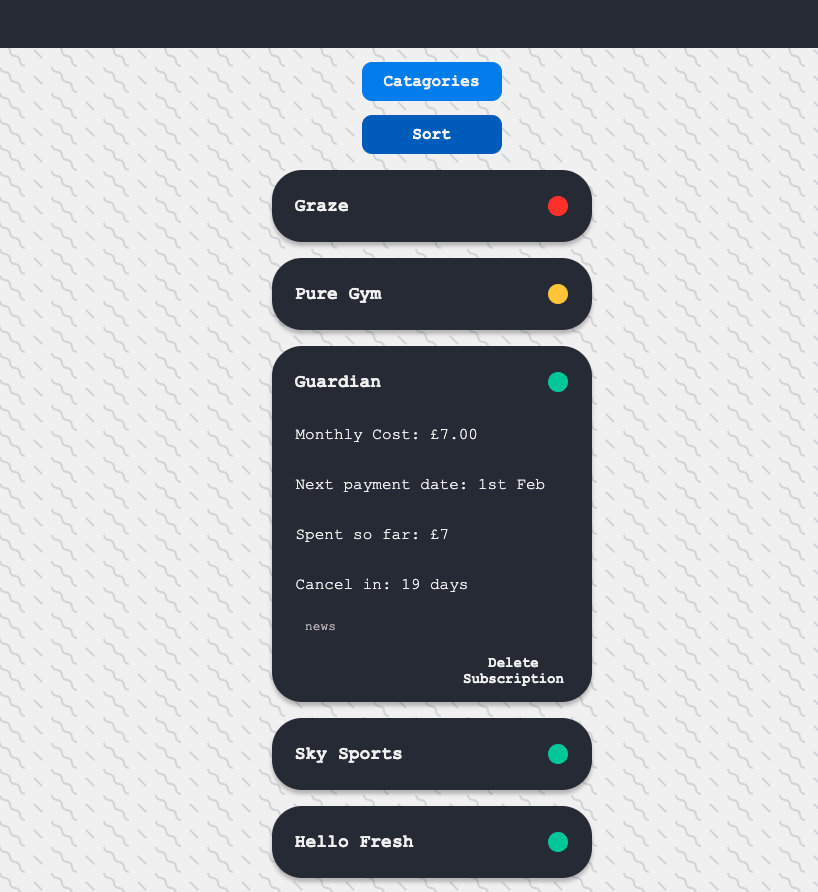 Catagories
Sort
Graze
Pure Gym
Guardian
Monthly Cost: £7.00
Next payment date: 1st Feb
Spent so far: £7
Cancel in: 19 days
news
Delete
Subscription
Sky Sports
Hello Fresh